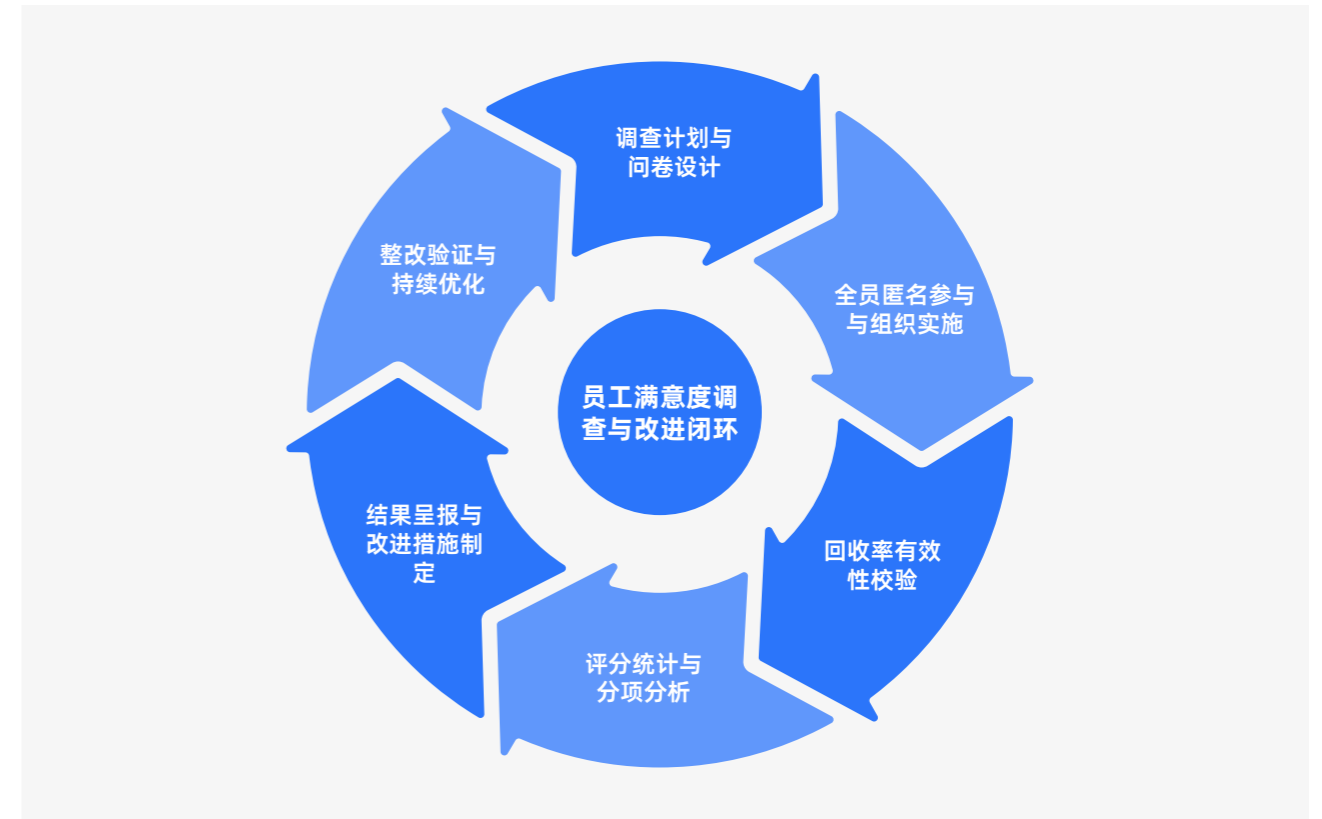 调查计划与
问卷设计
全员匿名参与
与组织实施
回收率有效
性校验
评分统计与
分项分析
结果呈报与
改进措施制
定
整改验证与
持续优化
员工满意度调
查与改进闭环